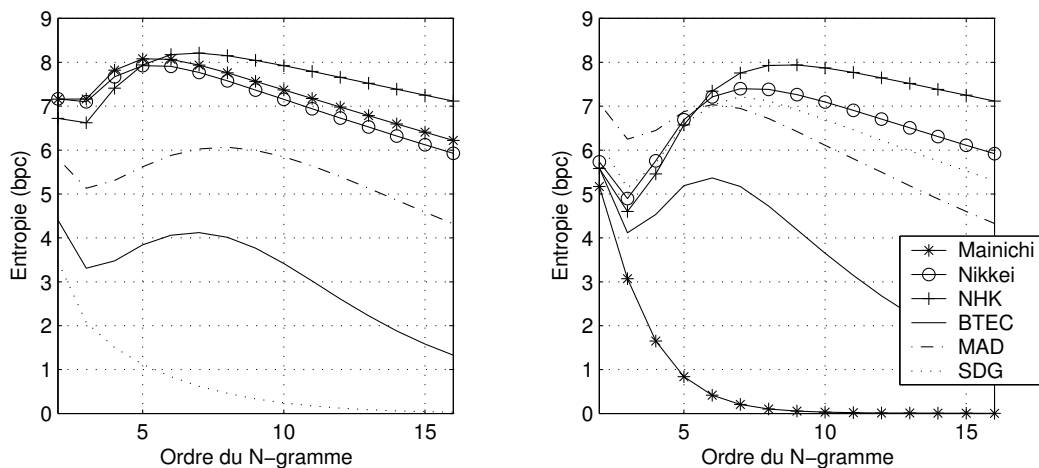 9
8
7
6
5
4
3
2
1
0
Entropie (bpc)
5 10 15
Ordre du N−gramme
9
8
7
6
5
4
3
2
1
0
Entropie (bpc)
5 10 15
Ordre du N−gramme
Mainichi
Nikkei
NHK
BTEC
MAD
SDG